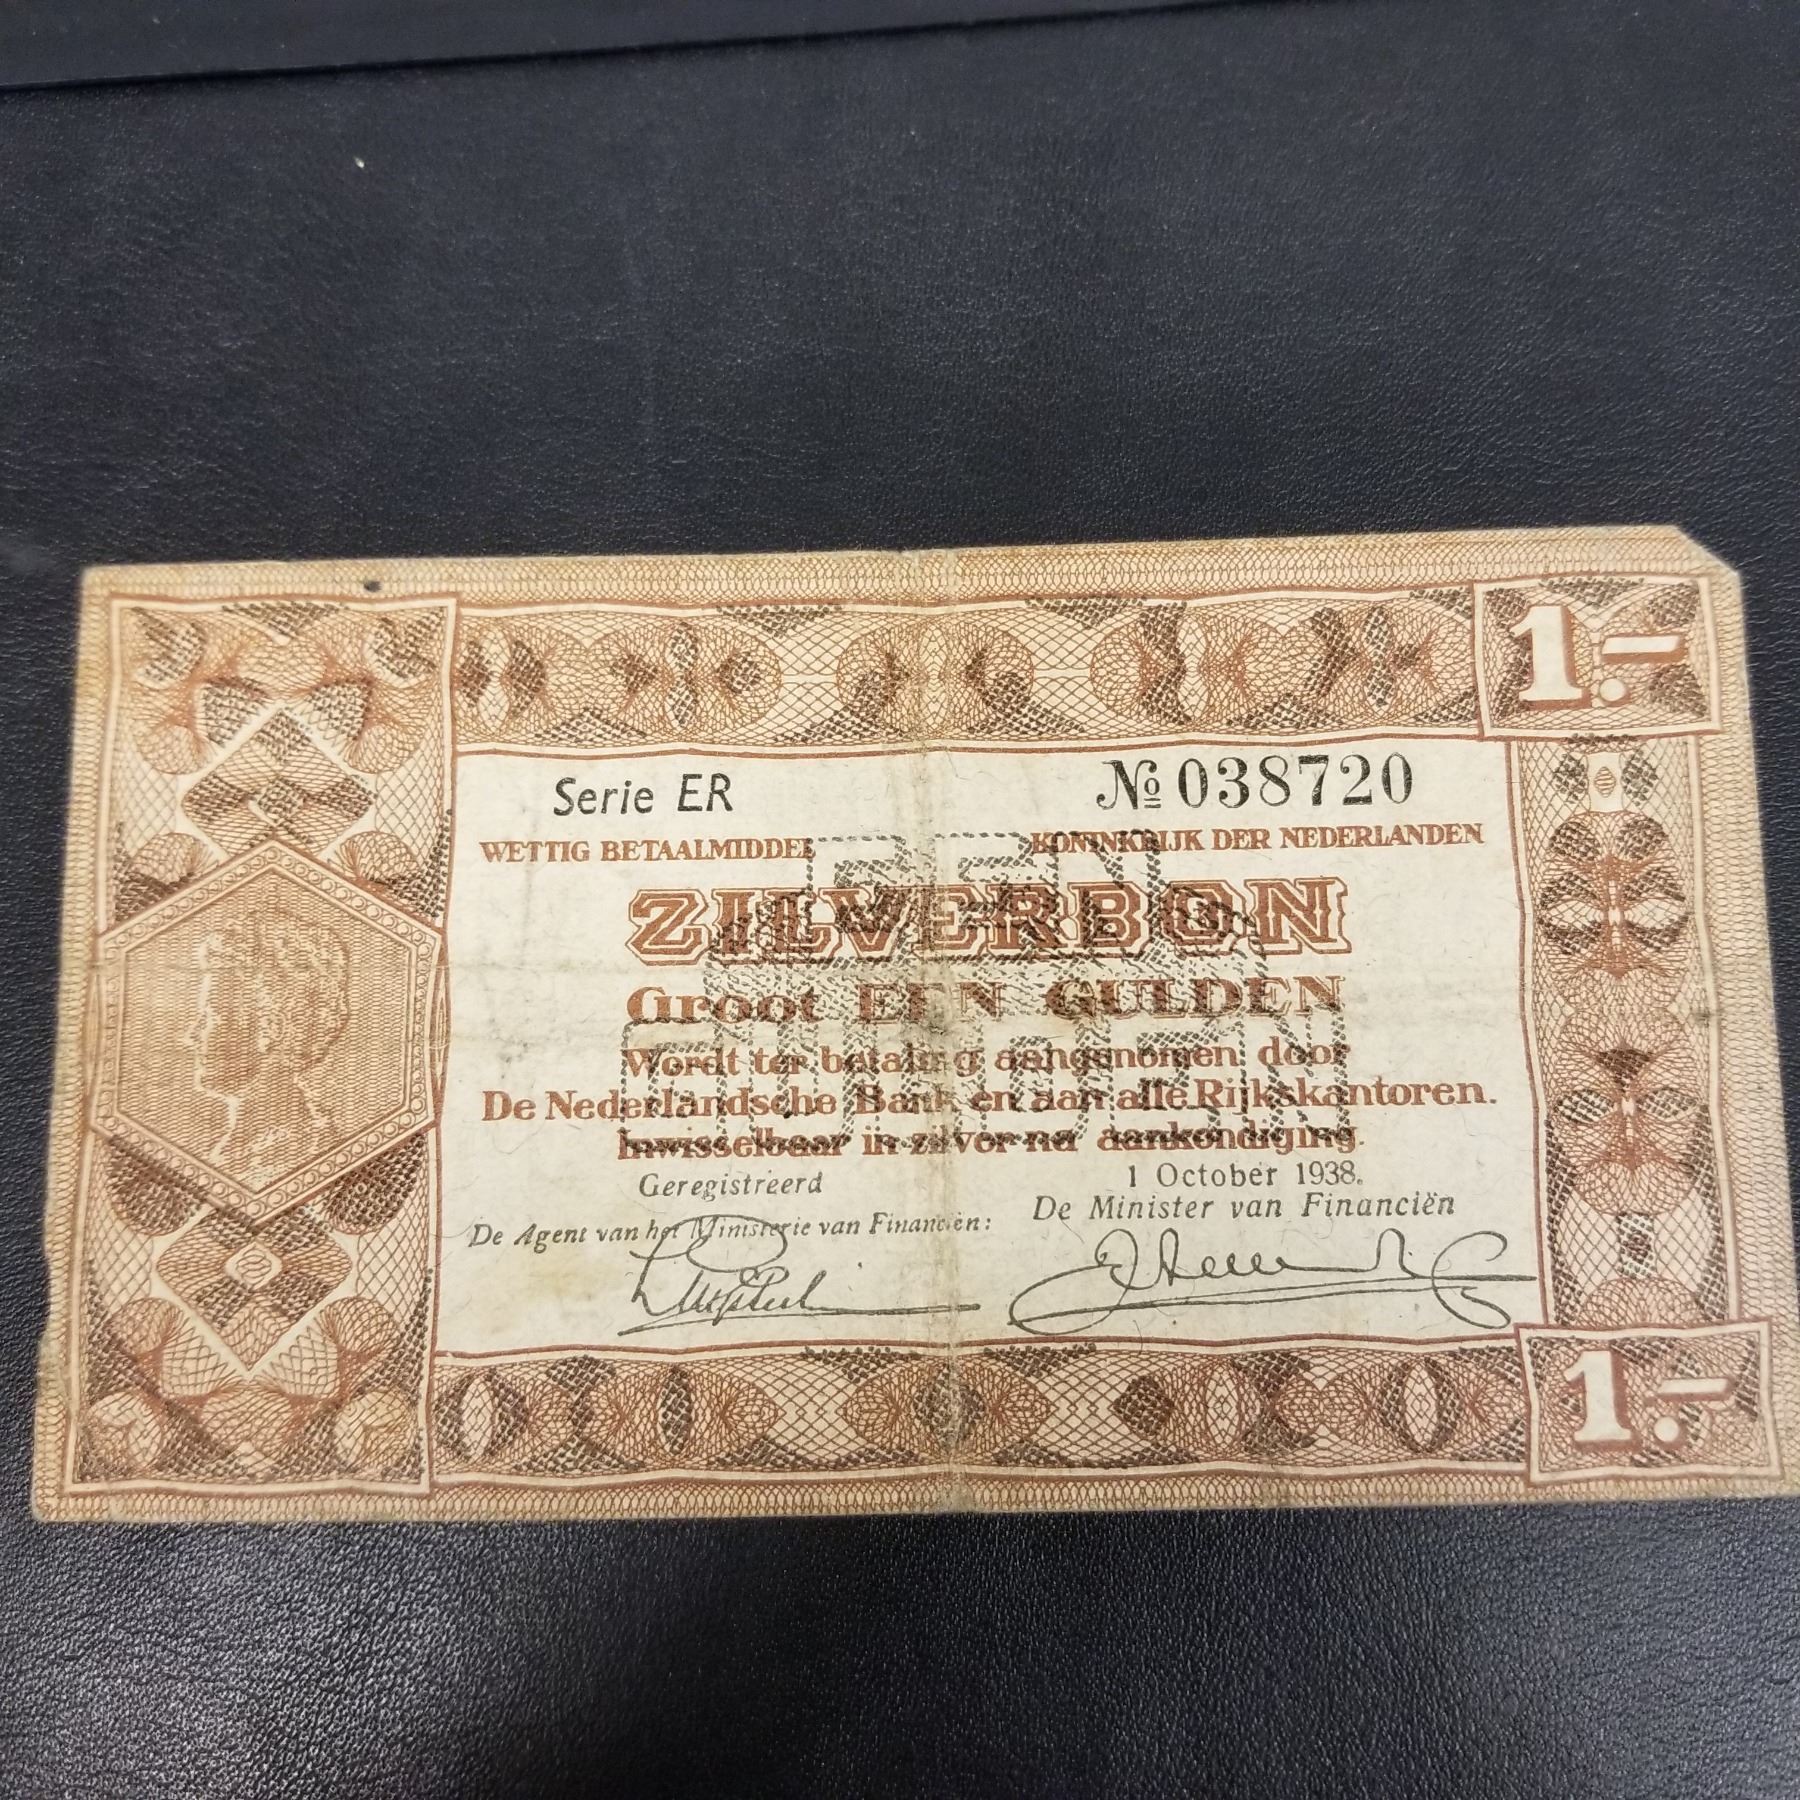 1.-
Serie ER № 038720
WETTIG BETAALMIDDEL KONINKRIJK DER NEDERLANDEN
ZILVERBON
Groot EEN GULDEN
Wordt ter betaling aangenomen door
De Nederlandsche Bank en aan alle Rijkskantoren.
Inwisselbaar in zilver na aankondiging.
Geregistreerd 1 October 1938.
De Agent van het Ministerie van Financiën: De Minister van Financiën
1.-
EEN
GULDEN